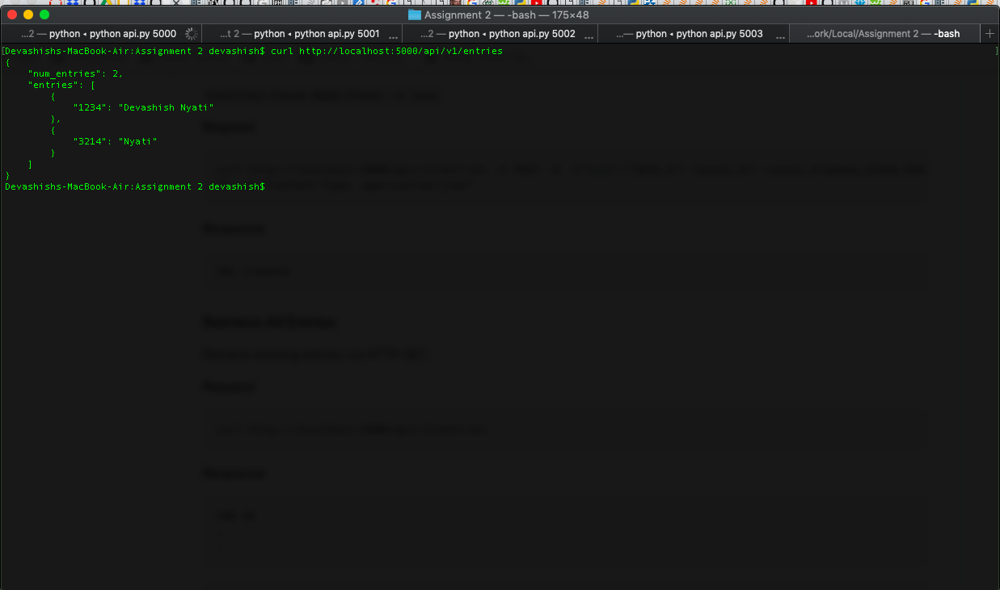 Assignment 2 — -bash — 175×48
...2 — python ◂ python api.py 5000
...t 2 — python ◂ python api.py 5001 ...
...2 — python ◂ python api.py 5002 ...
...— python ◂ python api.py 5003 ...
...ork/Local/Assignment 2 — -bash
[Devashishs-MacBook-Air:Assignment 2 devashish$ curl http://localhost:5000/api/v1/entries ]
{
    "num_entries": 2,
    "entries": [
        {
            "1234": "Devashish Nyati"
        },
        {
            "3214": "Nyati"
        }
    ]
}
Devashishs-MacBook-Air:Assignment 2 devashish$